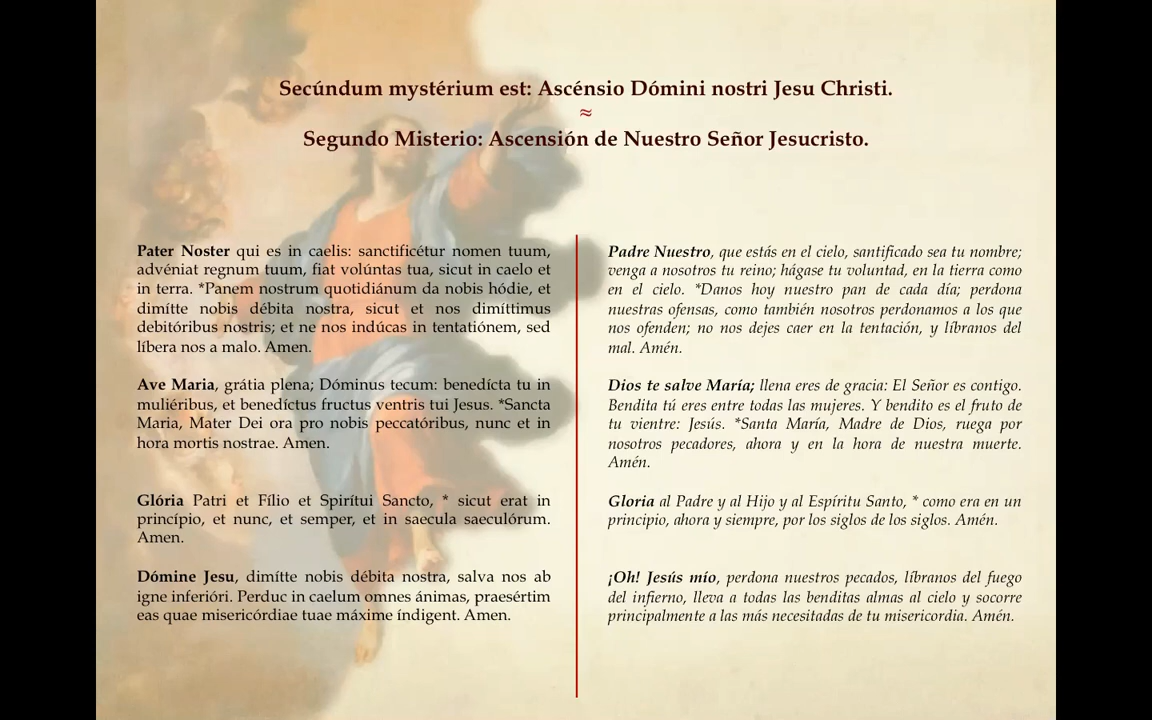 Secúndum mystérium est: Ascénsio Dómini nostri Jesu Christi.
≈
Segundo Misterio: Ascensión de Nuestro Señor Jesucristo.
Pater Noster qui es in caelis: sanctificétur nomen tuum,
advéniat regnum tuum, fiat volúntas tua, sicut in caelo et
in terra. *Panem nostrum quotidiánum da nobis hódie, et
dimítte nobis débita nostra, sicut et nos dimíttimus
debitóribus nostris; et ne nos indúcas in tentatiónem, sed
líbera nos a malo. Amen.
Ave Maria, grátia plena; Dóminus tecum: benedícta tu in
muliéribus, et benedíctus fructus ventris tui Jesus. *Sancta
Maria, Mater Dei ora pro nobis peccatóribus, nunc et in
hora mortis nostrae. Amen.
Glória Patri et Fílio et Spirítui Sancto, * sicut erat in
princípio, et nunc, et semper, et in saecula saeculórum.
Amen.
Dómine Jesu, dimítte nobis débita nostra, salva nos ab
igne inferióri. Perduc in caelum omnes ánimas, praesértim
eas quae misericórdiae tuae máxime índigent. Amen.
Padre Nuestro, que estás en el cielo, santificado sea tu nombre;
venga a nosotros tu reino; hágase tu voluntad, en la tierra como
en el cielo. *Danos hoy nuestro pan de cada día; perdona
nuestras ofensas, como también nosotros perdonamos a los que
nos ofenden; no nos dejes caer en la tentación, y líbranos del
mal. Amén.
Dios te salve María; llena eres de gracia: El Señor es contigo.
Bendita tú eres entre todas las mujeres. Y bendito es el fruto de
tu vientre: Jesús. *Santa María, Madre de Dios, ruega por
nosotros pecadores, ahora y en la hora de nuestra muerte.
Amén.
Gloria al Padre y al Hijo y al Espíritu Santo, * como era en un
principio, ahora y siempre, por los siglos de los siglos. Amén.
¡Oh! Jesús mío, perdona nuestros pecados, líbranos del fuego
del infierno, lleva a todas las benditas almas al cielo y socorre
principalmente a las más necesitadas de tu misericordia. Amén.